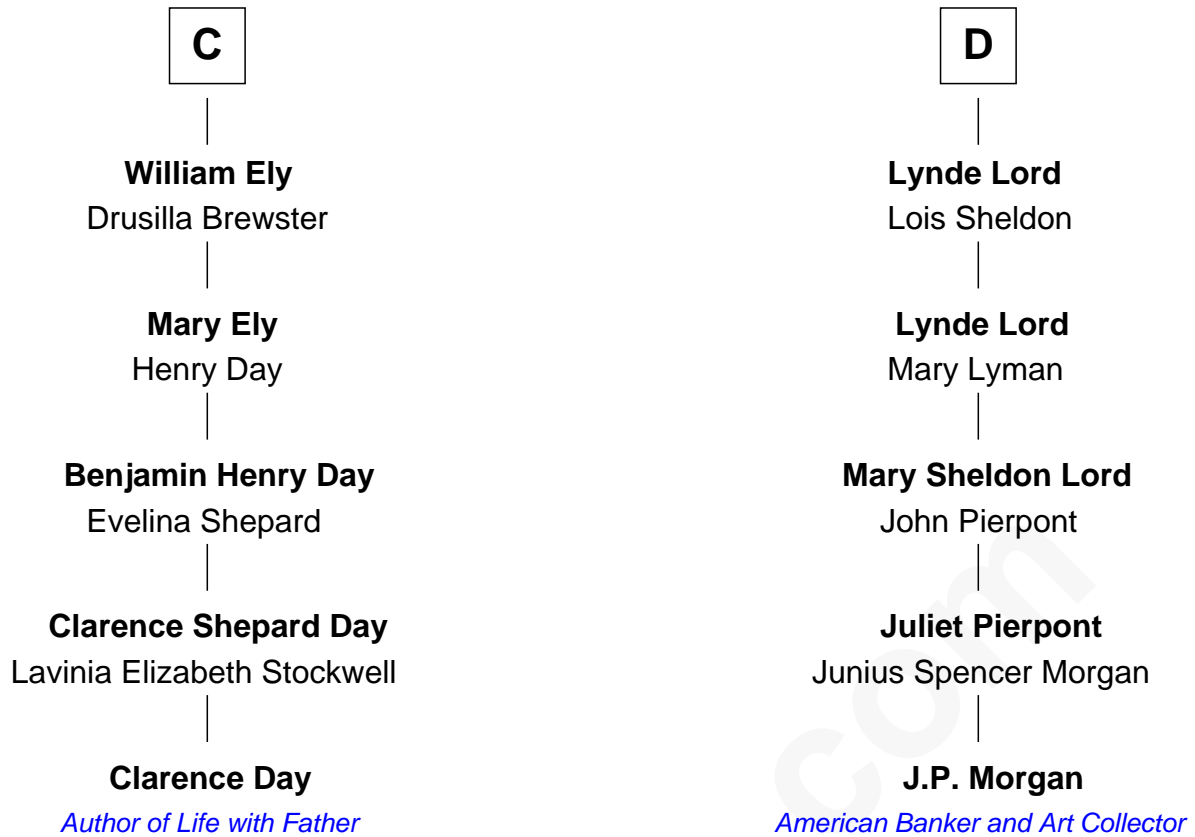 C
William Ely
Drusilla Brewster
Mary Ely
Henry Day
Benjamin Henry Day
Evelina Shepard
Clarence Shepard Day
Lavinia Elizabeth Stockwell
Clarence Day
Author of Life with Father
D
Lynde Lord
Lois Sheldon
Lynde Lord
Mary Lyman
Mary Sheldon Lord
John Pierpont
Juliet Pierpont
Junius Spencer Morgan
J.P. Morgan
American Banker and Art Collector
com